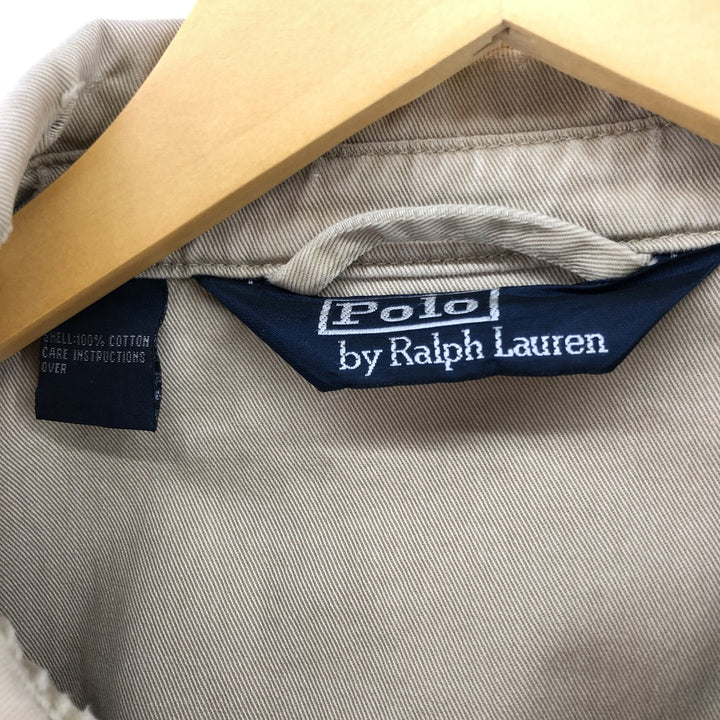 Polo
by Ralph Lauren
SHELL:100% COTTON
CARE INSTRUCTIONS
OVER